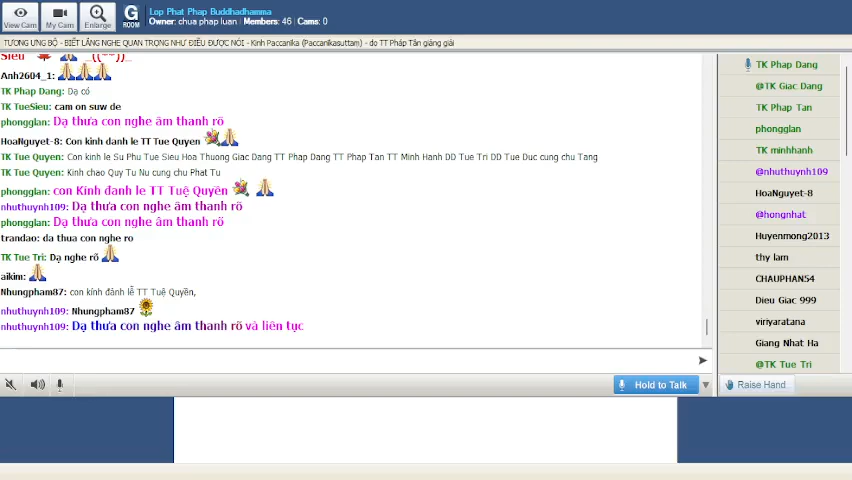 View Cam
My Cam
Enlarge
G
ROOM
Lop Phat Phap Buddhadhamma
Owner: chua phap luan | Members: 46 | Cams: 0
TƯƠNG ƯNG BỘ - BIẾT LẮNG NGHE QUAN TRỌNG NHƯ ĐIỀU ĐƯỢC NÓI - Kinh Paccanika (Paccanikasuttam) - do TT Pháp Tân giảng giải
Sieu _((**))_
Anh2604_1:
TK Phap Dang: Dạ có
TK TueSieu: cam on suw de
phongglan: Dạ thưa con nghe âm thanh rõ
HoaNguyet-8: Con kinh danh le TT Tue Quyen
TK Tue Quyen: Con kinh le Su Phu Tue Sieu Hoa Thuong Giac Dang TT Phap Dang TT Phap Tan TT Minh Hanh DD Tue Tri DD Tue Duc cung chu Tang
TK Tue Quyen: Kinh chao Quy Tu Nu cung chu Phat Tu
phongglan: con Kính đanh le TT Tuệ Quyền
nhuthuynh109: Dạ thưa con nghe âm thanh rõ
phongglan: Dạ thưa con nghe âm thanh rõ
trandao: da thua con nghe ro
TK Tue Tri: Dạ nghe rõ
aikim:
Nhungpham87: con kính đảnh lễ TT Tuệ Quyền,
nhuthuynh109: Nhungpham87
nhuthuynh109: Dạ thưa con nghe âm thanh rõ và liên tục
Hold to Talk
TK Phap Dang
@TK Giac Dang
TK Phap Tan
phongglan
TK minhhanh
@nhuthuynh109
HoaNguyet-8
@hongnhat
Huyenmong2013
thy lam
CHAUPHAN54
Dieu Giac 999
viriyaratana
Giang Nhat Ha
@TK Tue Tri
Raise Hand